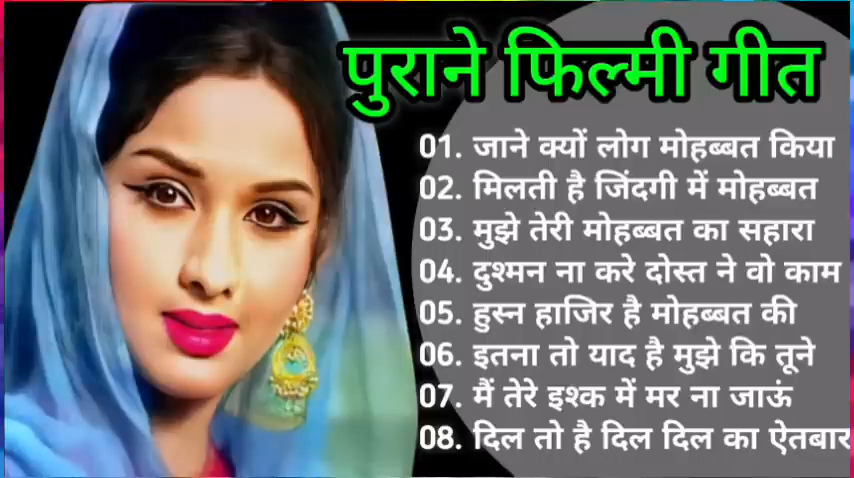 पुराने फिल्मी गीत
01. जाने क्यों लोग मोहब्बत किया
02. मिलती है जिंदगी में मोहब्बत
03. मुझे तेरी मोहब्बत का सहारा
04. दुश्मन ना करे दोस्त ने वो काम
05. हुस्न हाजिर है मोहब्बत की
06. इतना तो याद है मुझे कि तूने
07. मैं तेरे इश्क में मर ना जाऊं
08. दिल तो है दिल दिल का ऐतबार